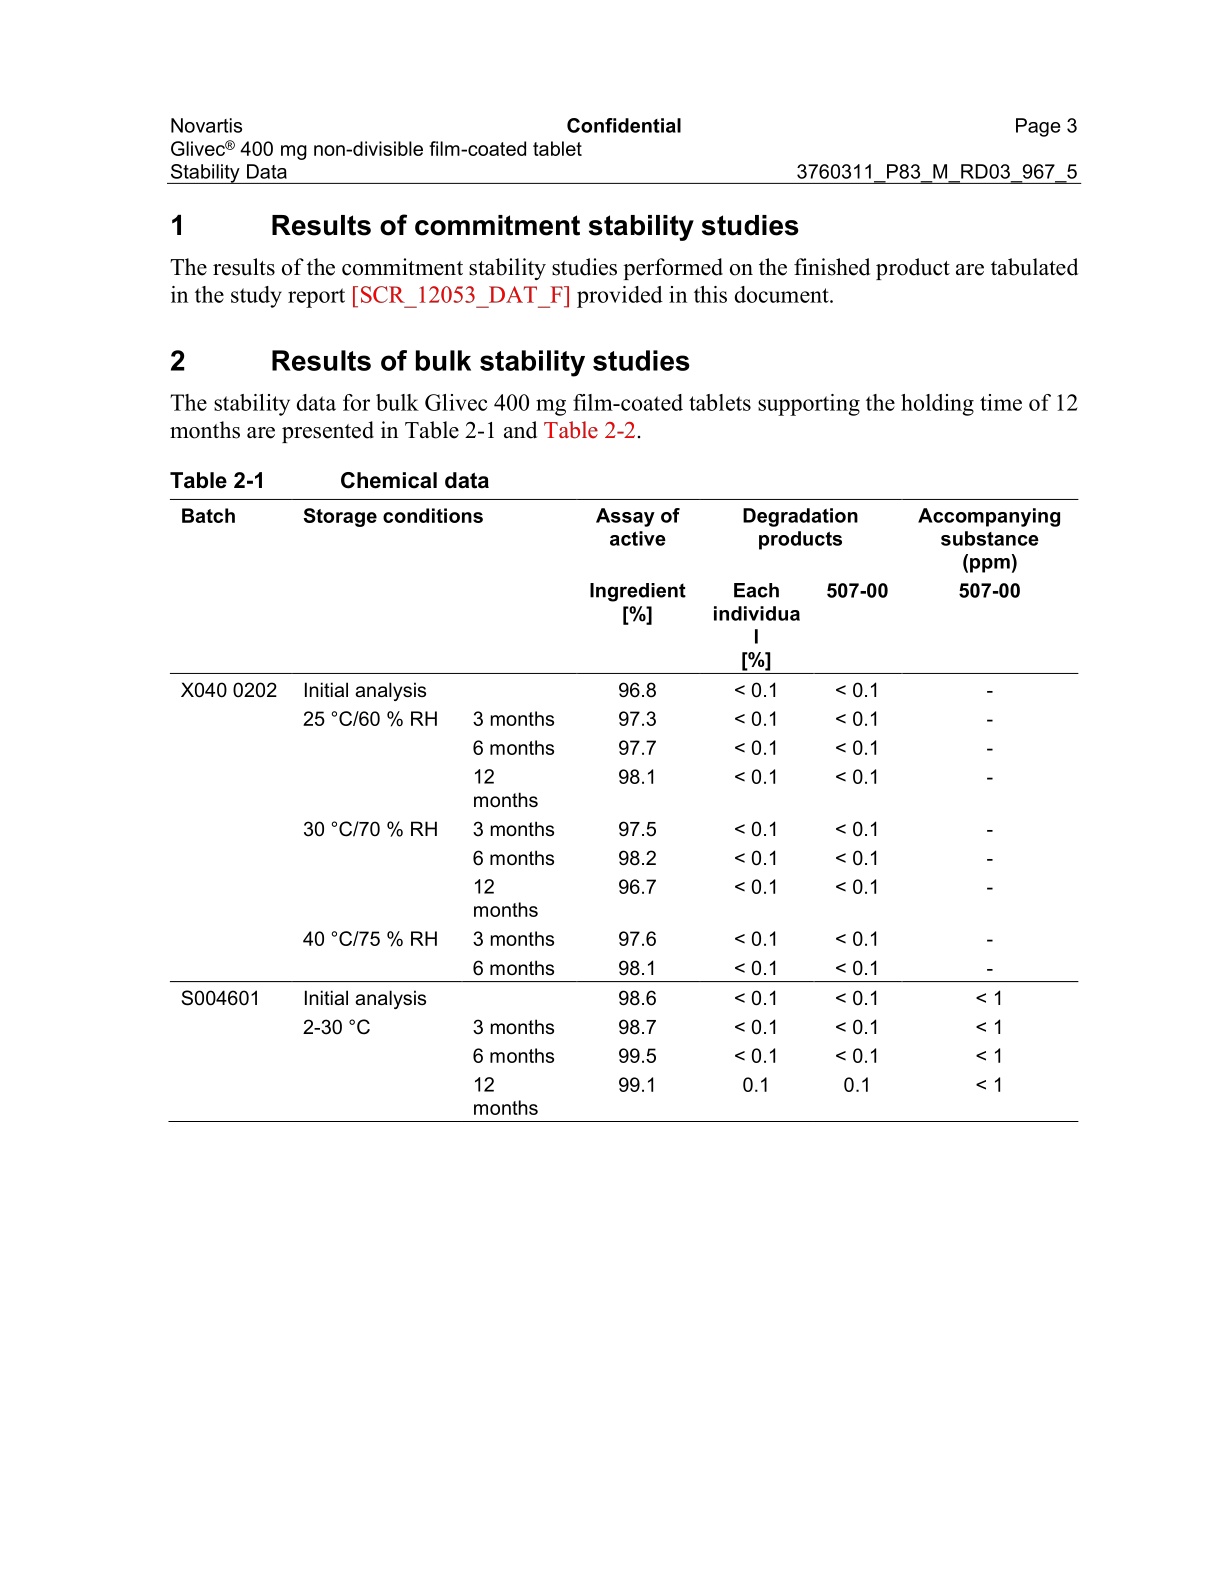 Novartis Confidential Page 3
Glivec® 400 mg non-divisible film-coated tablet
Stability Data 3760311_P83_M_RD03_967_5
1 Results of commitment stability studies
The results of the commitment stability studies performed on the finished product are tabulated
in the study report [SCR_12053_DAT_F] provided in this document.
2 Results of bulk stability studies
The stability data for bulk Glivec 400 mg film-coated tablets supporting the holding time of 12
months are presented in Table 2-1 and Table 2-2.
Table 2-1 Chemical data
Batch Storage conditions Assay of Degradation Accompanying
active products substance
(ppm)
Ingredient Each 507-00 507-00
[%] individua
l
[%]
X040 0202 Initial analysis 96.8 < 0.1 < 0.1 -
25 °C/60 % RH 3 months 97.3 < 0.1 < 0.1 -
6 months 97.7 < 0.1 < 0.1 -
12 98.1 < 0.1 < 0.1 -
months
30 °C/70 % RH 3 months 97.5 < 0.1 < 0.1 -
6 months 98.2 < 0.1 < 0.1 -
12 96.7 < 0.1 < 0.1 -
months
40 °C/75 % RH 3 months 97.6 < 0.1 < 0.1 -
6 months 98.1 < 0.1 < 0.1 -
S004601 Initial analysis 98.6 < 0.1 < 0.1 < 1
2-30 °C 3 months 98.7 < 0.1 < 0.1 < 1
6 months 99.5 < 0.1 < 0.1 < 1
12 99.1 0.1 0.1 < 1
months